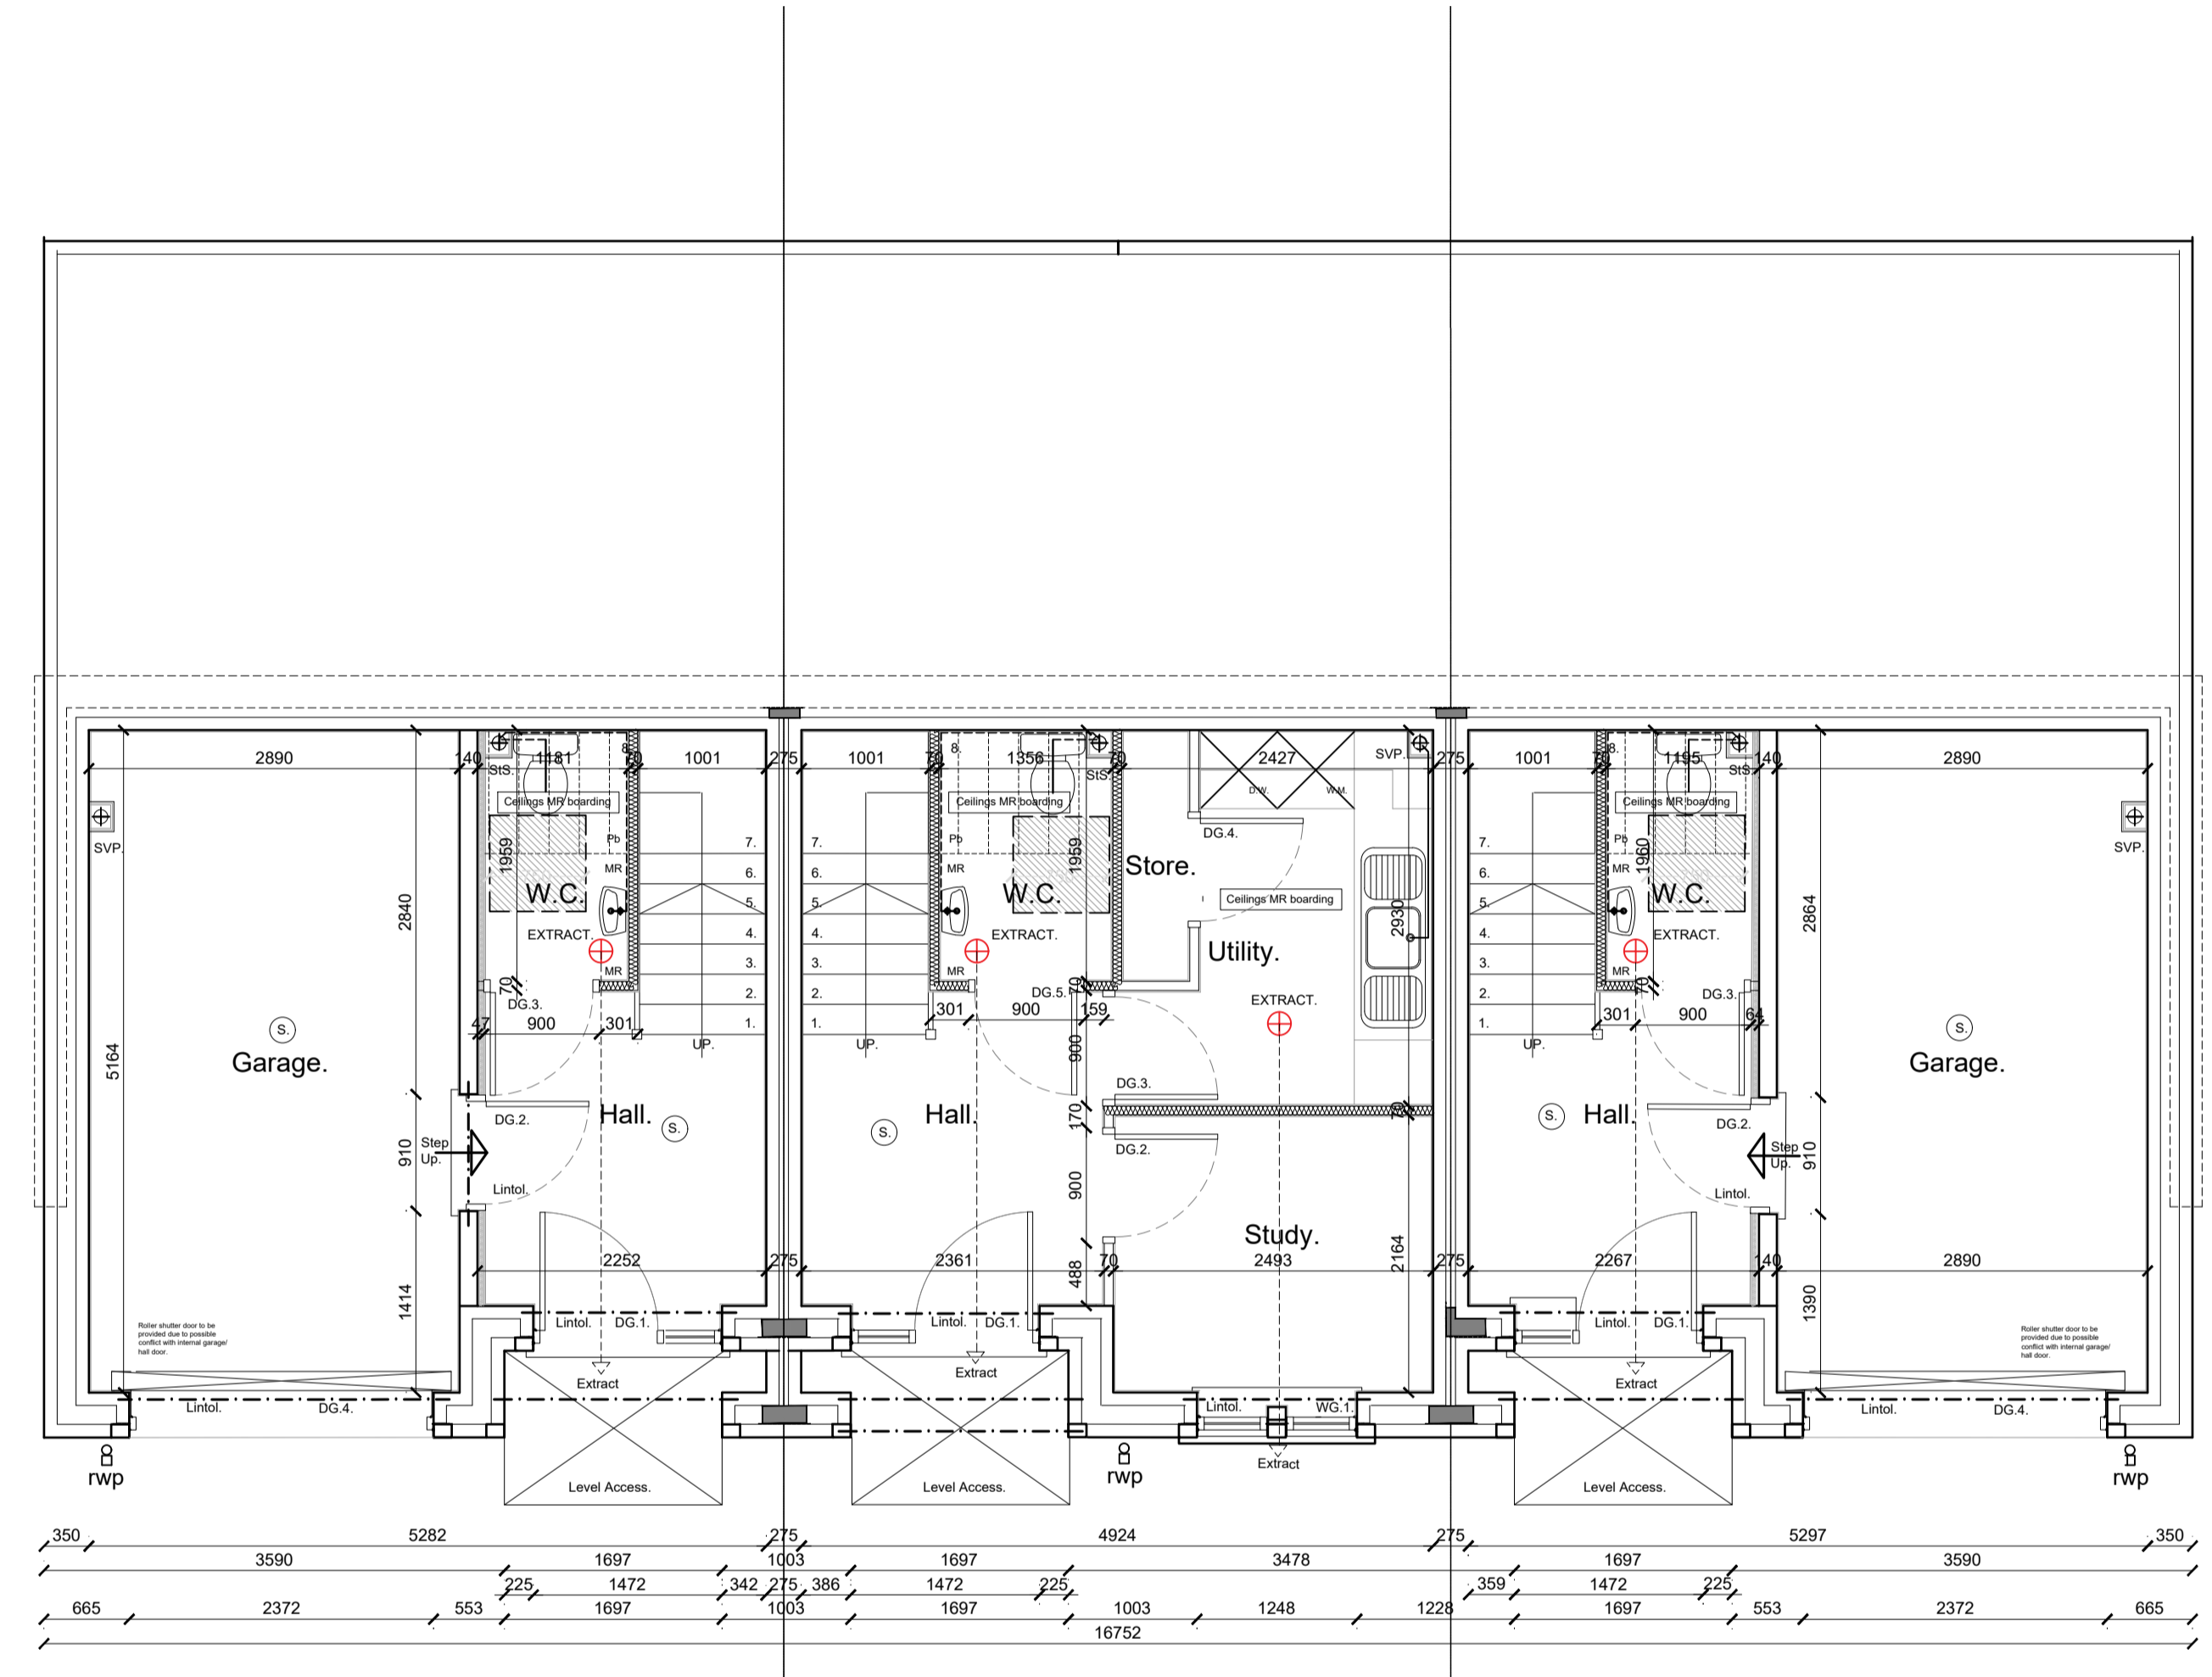 2890
140
1181
70
1001
275
1001
70
1356
70
2427
275
1001
70
1195
140
2890
SVP.
StS.
8.
8.
StS.
SVP.
8.
StS.
SVP.
Ceilings MR boarding
Ceilings MR boarding
D.W.
W.M.
Ceilings MR boarding
Pb
MR
1959
W.C.
EXTRACT.
MR
70
DG.3.
47
900
301
7.
6.
5.
4.
3.
2.
1.
UP.
7.
6.
5.
4.
3.
2.
1.
UP.
Pb
MR
1959
W.C.
EXTRACT.
MR
70
DG.5.
301
900
159
DG.4.
Store.
Ceilings MR boarding
2930
Utility.
EXTRACT.
7.
6.
5.
4.
3.
2.
1.
UP.
Pb
MR
1960
W.C.
EXTRACT.
MR
70
DG.3.
301
900
64
2840
5164
S.
Garage.
910
Step
Up.
1414
DG.2.
Hall.
S.
Lintol.
S.
Hall.
900
170
900
488
DG.3.
DG.2.
70
Study.
2164
S.
Hall.
DG.2.
Step
Up.
Lintol.
2864
910
1390
S.
Garage.
2252
275
2361
70
2493
275
2267
140
2890
Roller shutter door to be
provided due to possible
conflict with internal garage/
hall door.
Lintol.
DG.1.
Lintol.
DG.1.
Lintol.
DG.1.
Roller shutter door to be
provided due to possible
conflict with internal garage/
hall door.
Extract
Extract
Extract
Lintol.
DG.4.
Lintol.
WG.1.
Lintol.
DG.4.
Extract
rwp
rwp
rwp
Level Access.
Level Access.
Level Access.
350
5282
275
4924
275
5297
350
3590
1697
1003
1697
3478
1697
3590
225
1472
342
275
386
1472
225
359
1472
225
665
2372
553
1697
1003
1697
1003
1248
1228
1697
553
2372
665
16752